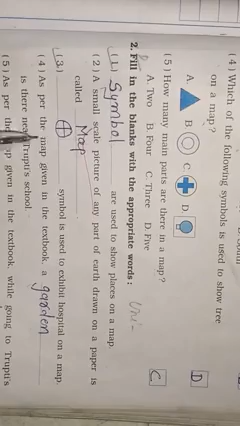 (4) Which of the following symbols is used to show tree
on a map?
A. B. C. D.
D
(5) How many main parts are there in a map?
A. Two B. Four C. Three D. Five
C
2. Fill in the blanks with the appropriate words :
(1) Symbol are used to show places on a map.
(2) A small scale picture of any part of earth drawn on a paper is
called Map
(3) symbol is used to exhibit hospital on a map.
(4) As per the map given in the textbook, a garden
is there near Trupti's school.
(5) As per the map given in the textbook, while going to Trupti's